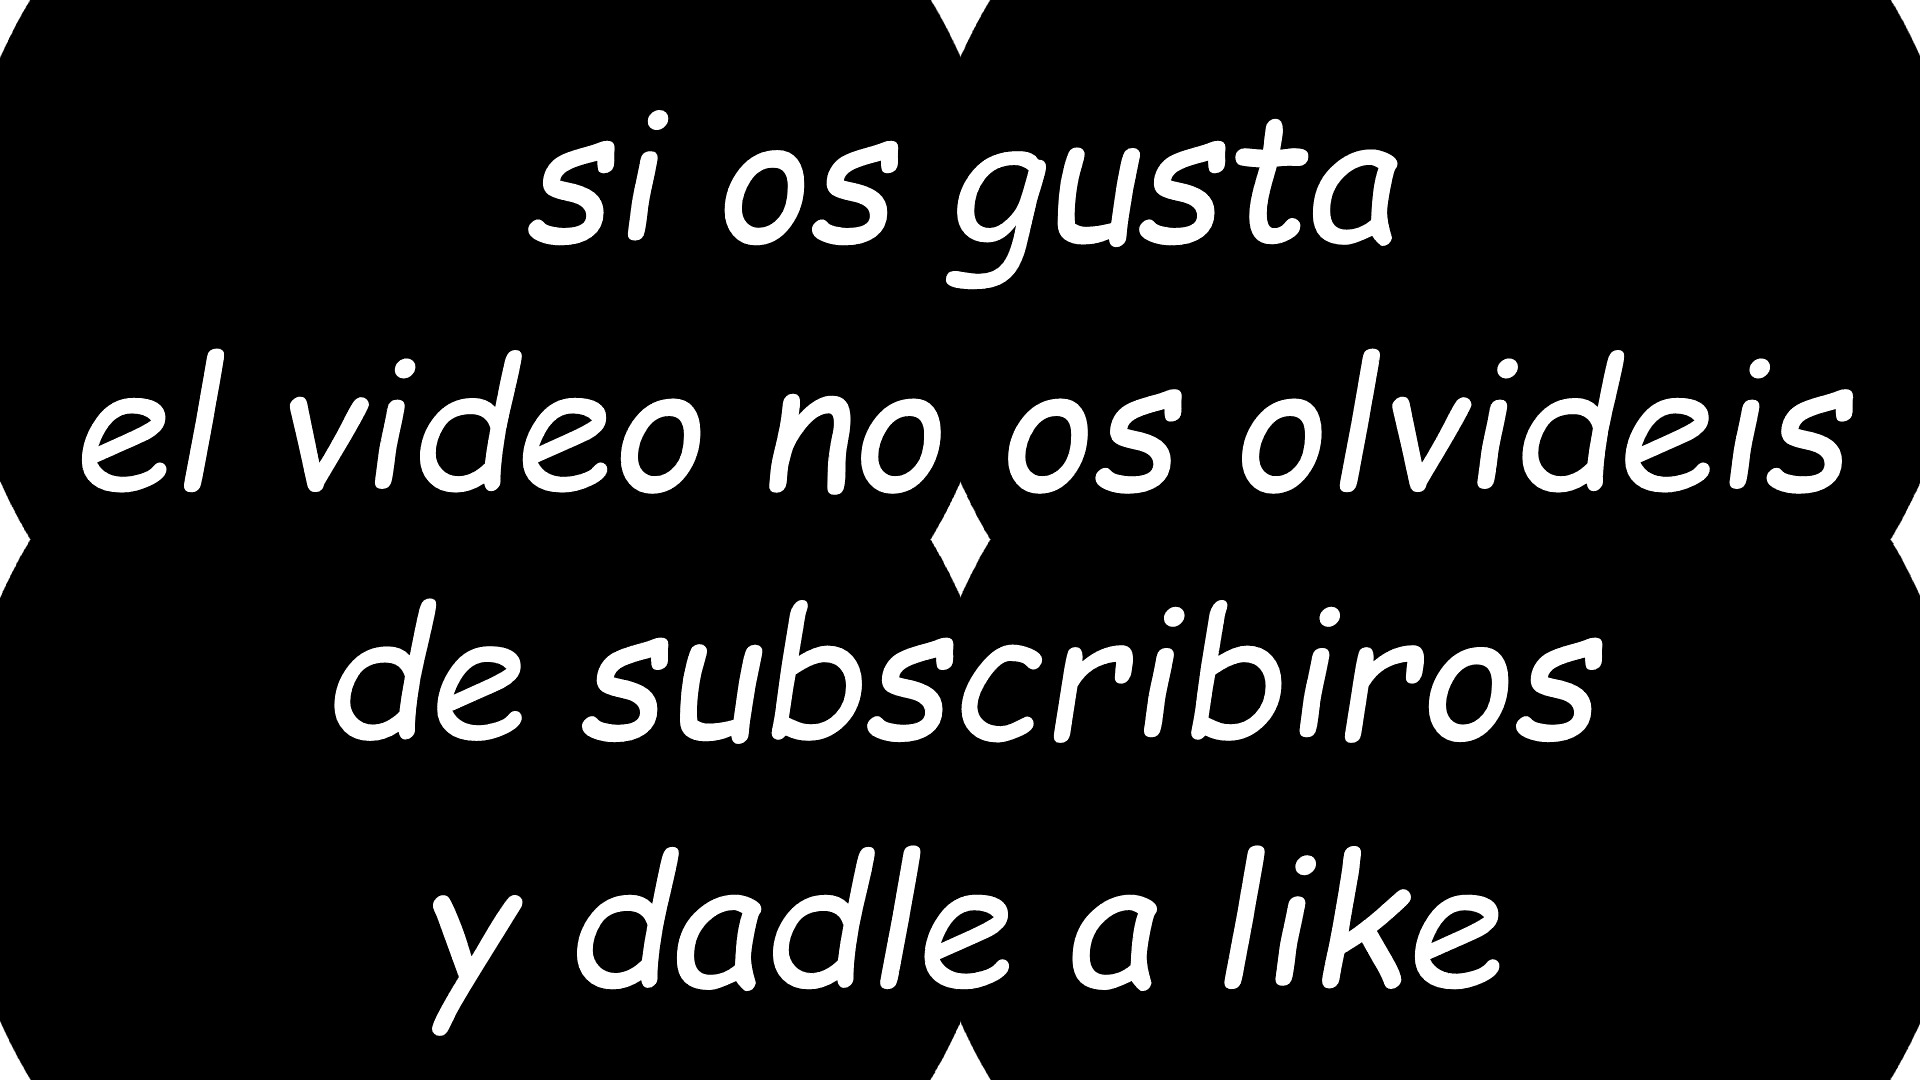 si os gusta
el video no os olvideis
de subscribiros
y dadle a like